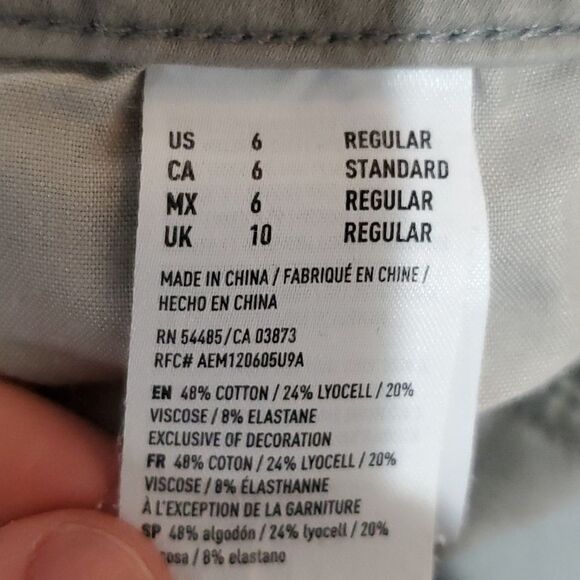 US 6 REGULAR
CA 6 STANDARD
MX 6 REGULAR
UK 10 REGULAR
MADE IN CHINA / FABRIQUÉ EN CHINE /
HECHO EN CHINA
RN 54485/CA 03873
RFC# AEM120605U9A
EN 48% COTTON / 24% LYOCELL / 20%
VISCOSE / 8% ELASTANE
EXCLUSIVE OF DECORATION
FR 48% COTON / 24% LYOCELL / 20%
VISCOSE / 8% ÉLASTHANNE
À L'EXCEPTION DE LA GARNITURE
SP 48% algodón / 24% lyocell / 20%
/ 8% elastano